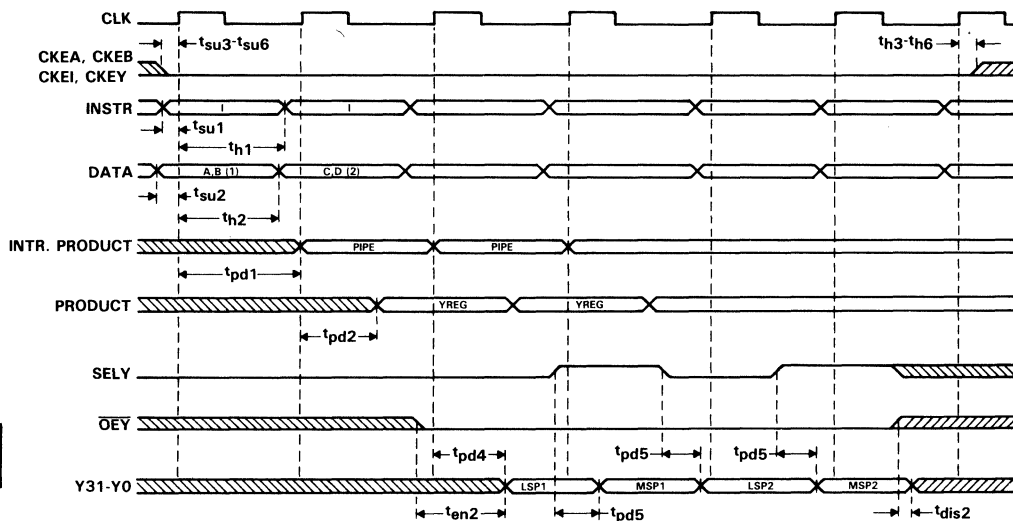 CLK
tsu3-tsu6
th3-th6
CKEA, CKEB
CKEI, CKEY
INSTR
I
I
tsu1
th1
DATA
A,B (1)
C,D (2)
tsu2
th2
INTR. PRODUCT
PIPE
PIPE
tpd1
PRODUCT
YREG
YREG
tpd2
SELY
OEY
tpd4
tpd5
tpd5
Y31-Y0
LSP1
MSP1
LSP2
MSP2
ten2
tpd5
tdis2